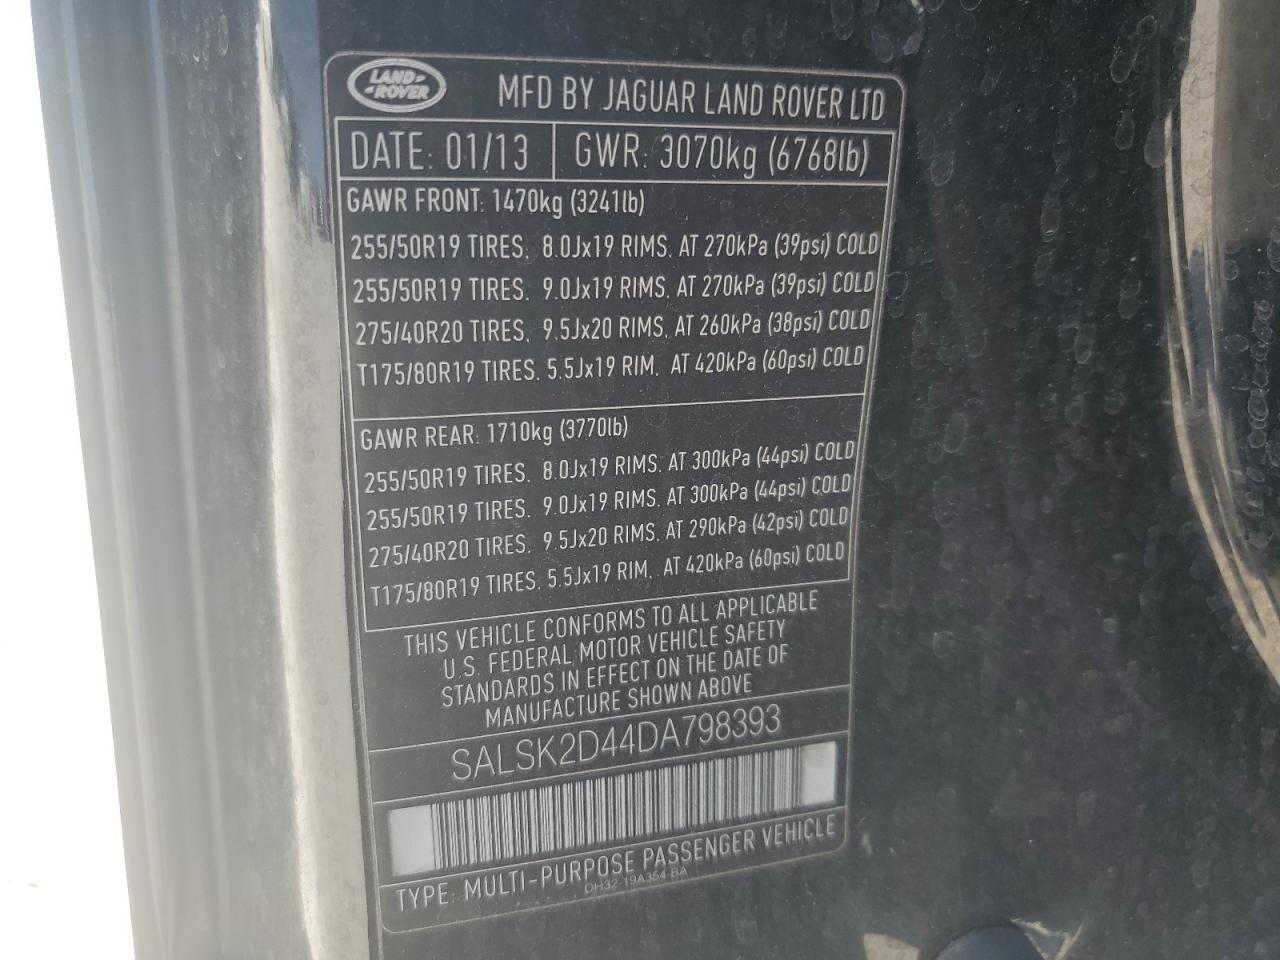 LAND-
-ROVER
MFD BY JAGUAR LAND ROVER LTD
DATE: 01/13 GWR: 3070kg (6768lb)
GAWR FRONT: 1470kg (3241lb)
255/50R19 TIRES, 8.0Jx19 RIMS, AT 270kPa (39psi) COLD
255/50R19 TIRES, 9.0Jx19 RIMS, AT 270kPa (39psi) COLD
275/40R20 TIRES, 9.5Jx20 RIMS, AT 260kPa (38psi) COLD
T175/80R19 TIRES, 5.5Jx19 RIM, AT 420kPa (60psi) COLD
GAWR REAR: 1710kg (3770lb)
255/50R19 TIRES, 8.0Jx19 RIMS, AT 300kPa (44psi) COLD
255/50R19 TIRES, 9.0Jx19 RIMS, AT 300kPa (44psi) COLD
275/40R20 TIRES, 9.5Jx20 RIMS, AT 290kPa (42psi) COLD
T175/80R19 TIRES, 5.5Jx19 RIM, AT 420kPa (60psi) COLD
THIS VEHICLE CONFORMS TO ALL APPLICABLE
U.S. FEDERAL MOTOR VEHICLE SAFETY
STANDARDS IN EFFECT ON THE DATE OF
MANUFACTURE SHOWN ABOVE
SALSK2D44DA798393
TYPE: MULTI-PURPOSE PASSENGER VEHICLE
DH32-19A354-BA